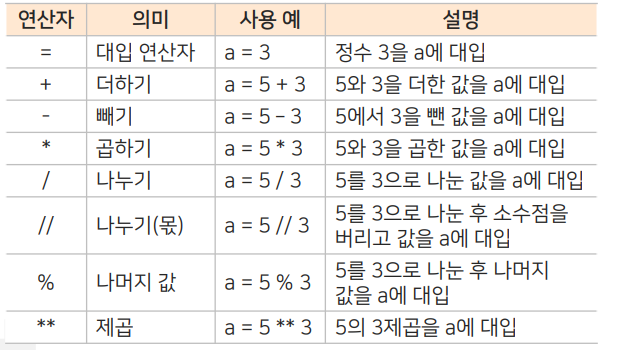 연산자 의미 사용 예 설명
= 대입 연산자 a = 3 정수 3을 a에 대입
+ 더하기 a = 5 + 3 5와 3을 더한 값을 a에 대입
- 빼기 a = 5 – 3 5에서 3을 뺀 값을 a에 대입
* 곱하기 a = 5 * 3 5와 3을 곱한 값을 a에 대입
/ 나누기 a = 5 / 3 5를 3으로 나눈 값을 a에 대입
// 나누기(몫) a = 5 // 3 5를 3으로 나눈 후 소수점을
버리고 값을 a에 대입
% 나머지 값 a = 5 % 3 5를 3으로 나눈 후 나머지
값을 a에 대입
** 제곱 a = 5 ** 3 5의 3제곱을 a에 대입